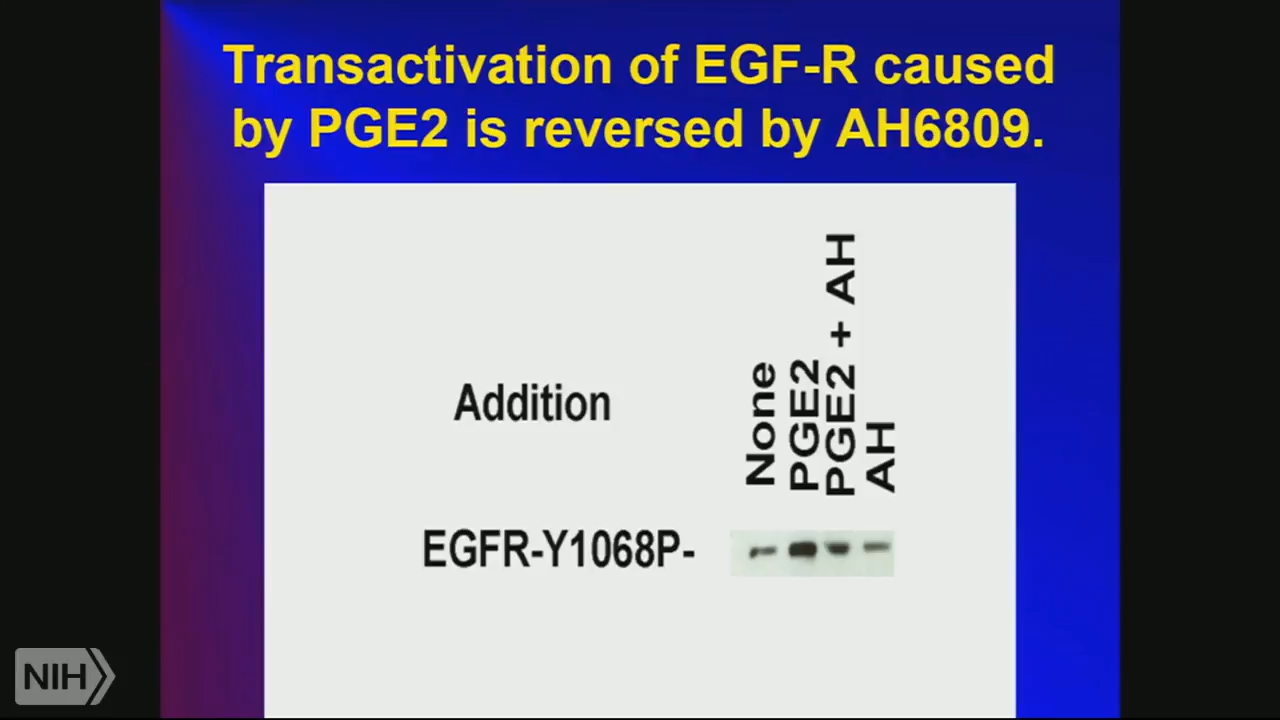 Transactivation of EGF-R caused
by PGE2 is reversed by AH6809.
Addition
None
PGE2
PGE2 + AH
AH
EGFR-Y1068P-
NIH